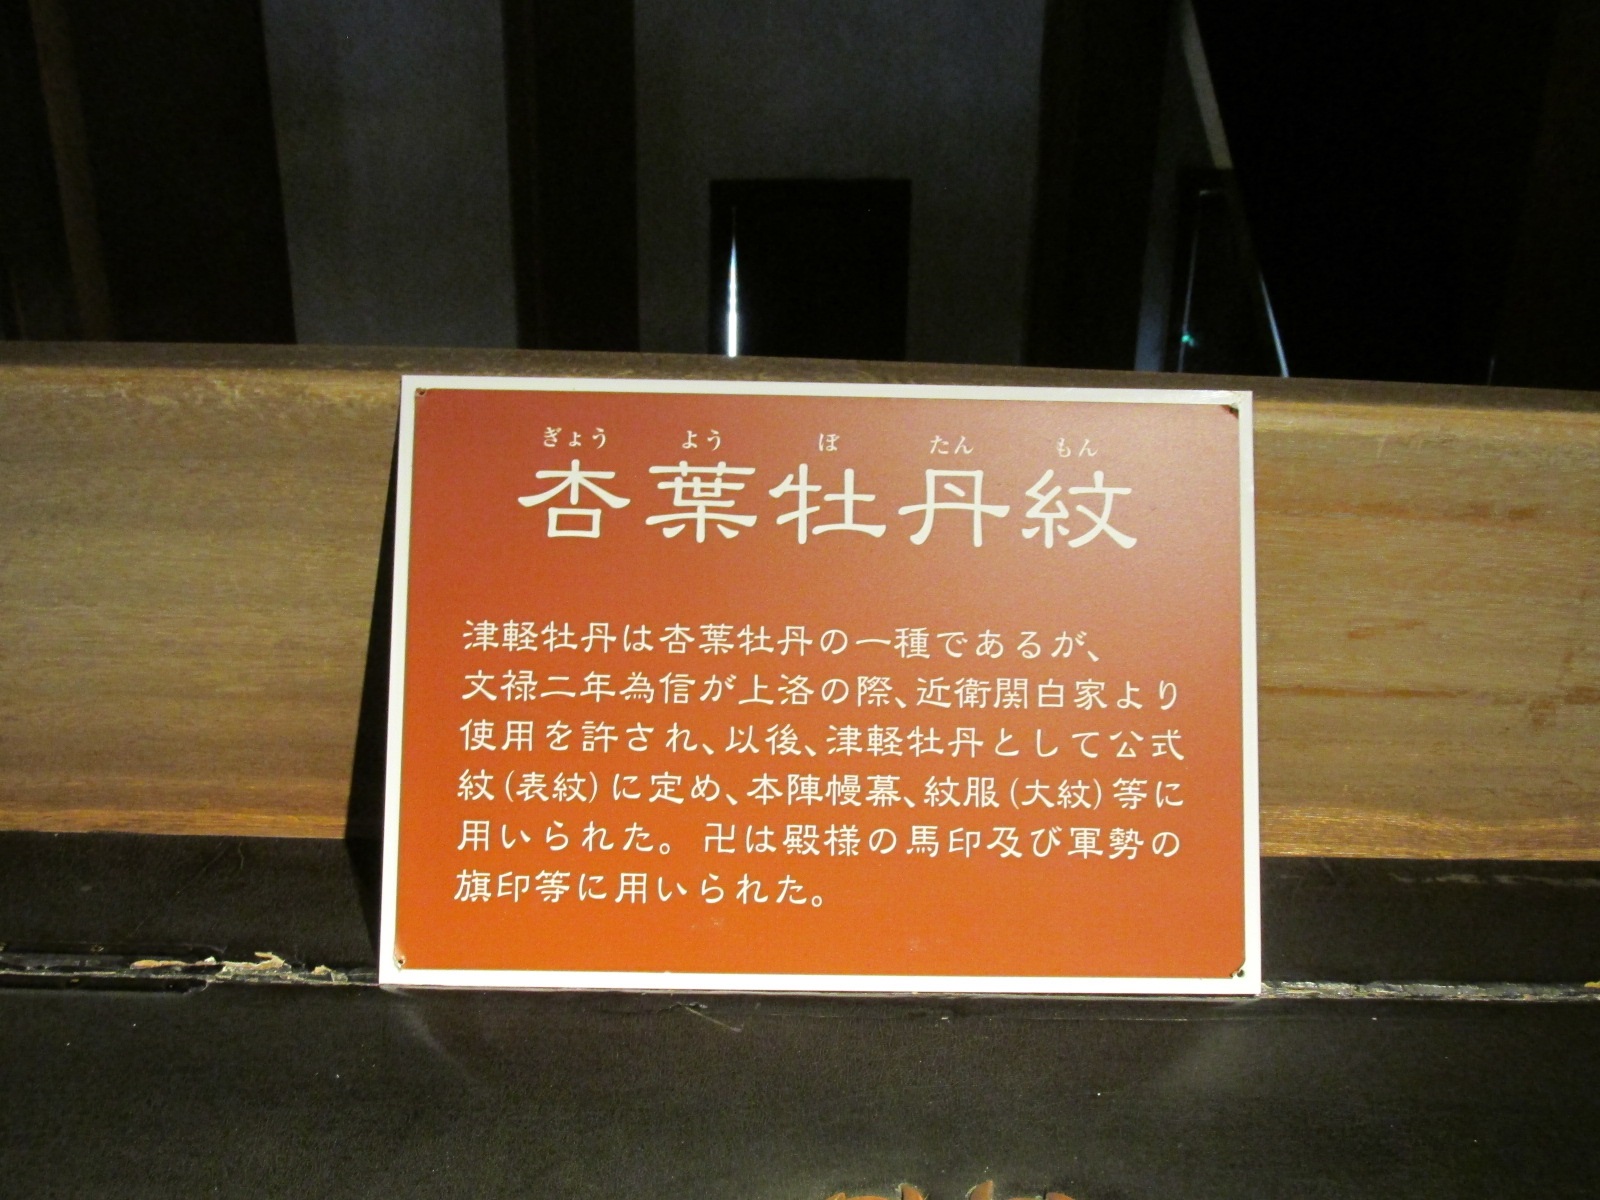 ぎょう よう ぼ たん もん
杏葉牡丹紋
津軽牡丹は杏葉牡丹の一種であるが、
文禄二年為信が上洛の際、近衛関白家より
使用を許され、以後、津軽牡丹として公式
紋(表紋)に定め、本陣幔幕、紋服(大紋)等に
用いられた。卍は殿様の馬印及び軍勢の
旗印等に用いられた。